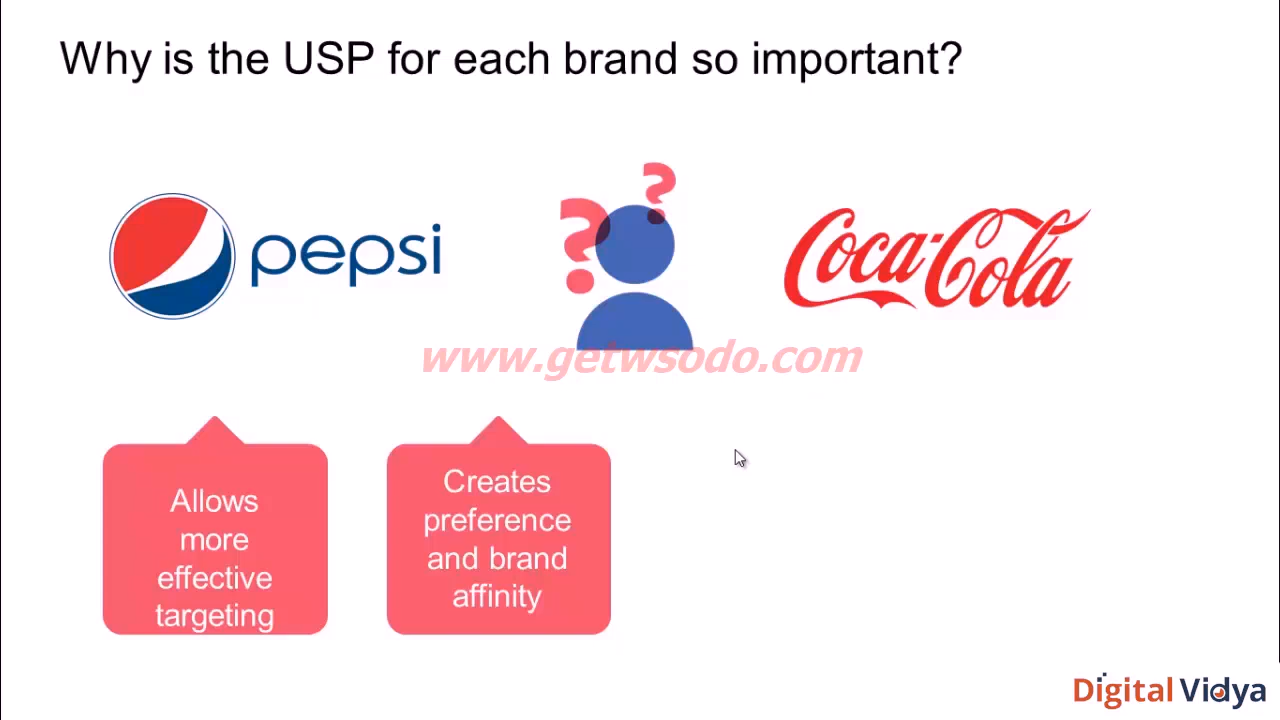 Why is the USP for each brand so important?
?
?
pepsi
Coca-Cola
www.getwsodo.com
Allows
more
effective
targeting
Creates
preference
and brand
affinity
Digital Vidya